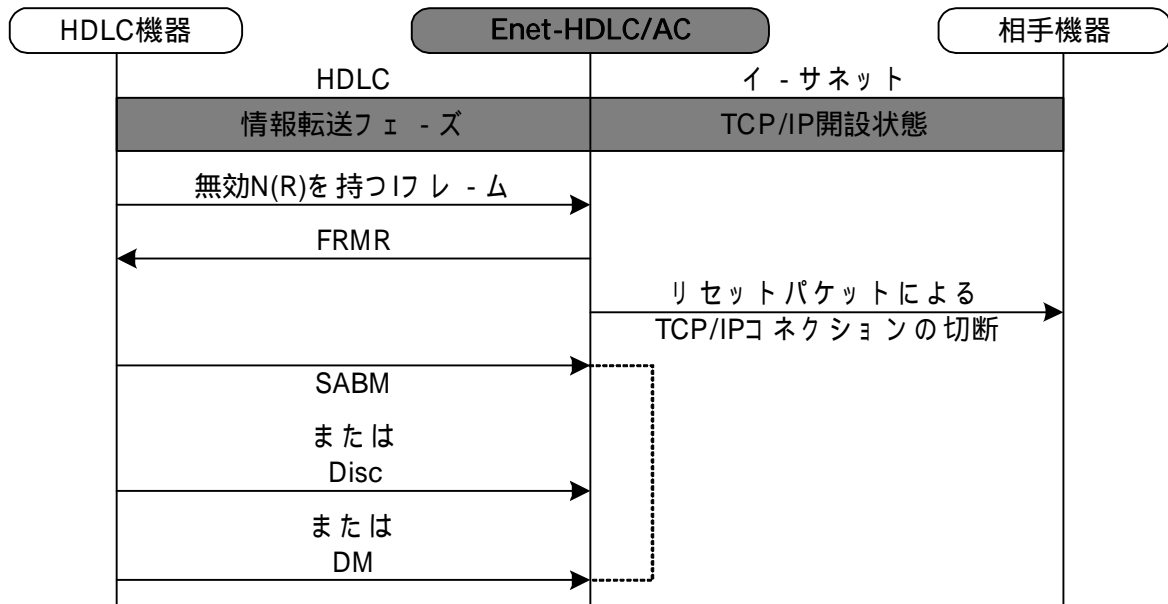 HDLC機器
Enet-HDLC/AC
相手機器
HDLC
イ-サネット
情報転送フェ-ズ
TCP/IP開設状態
無効N(R)を持つIフレ-ム
FRMR
リセットパケットによる
TCP/IPコネクションの切断
SABM
または
Disc
または
DM